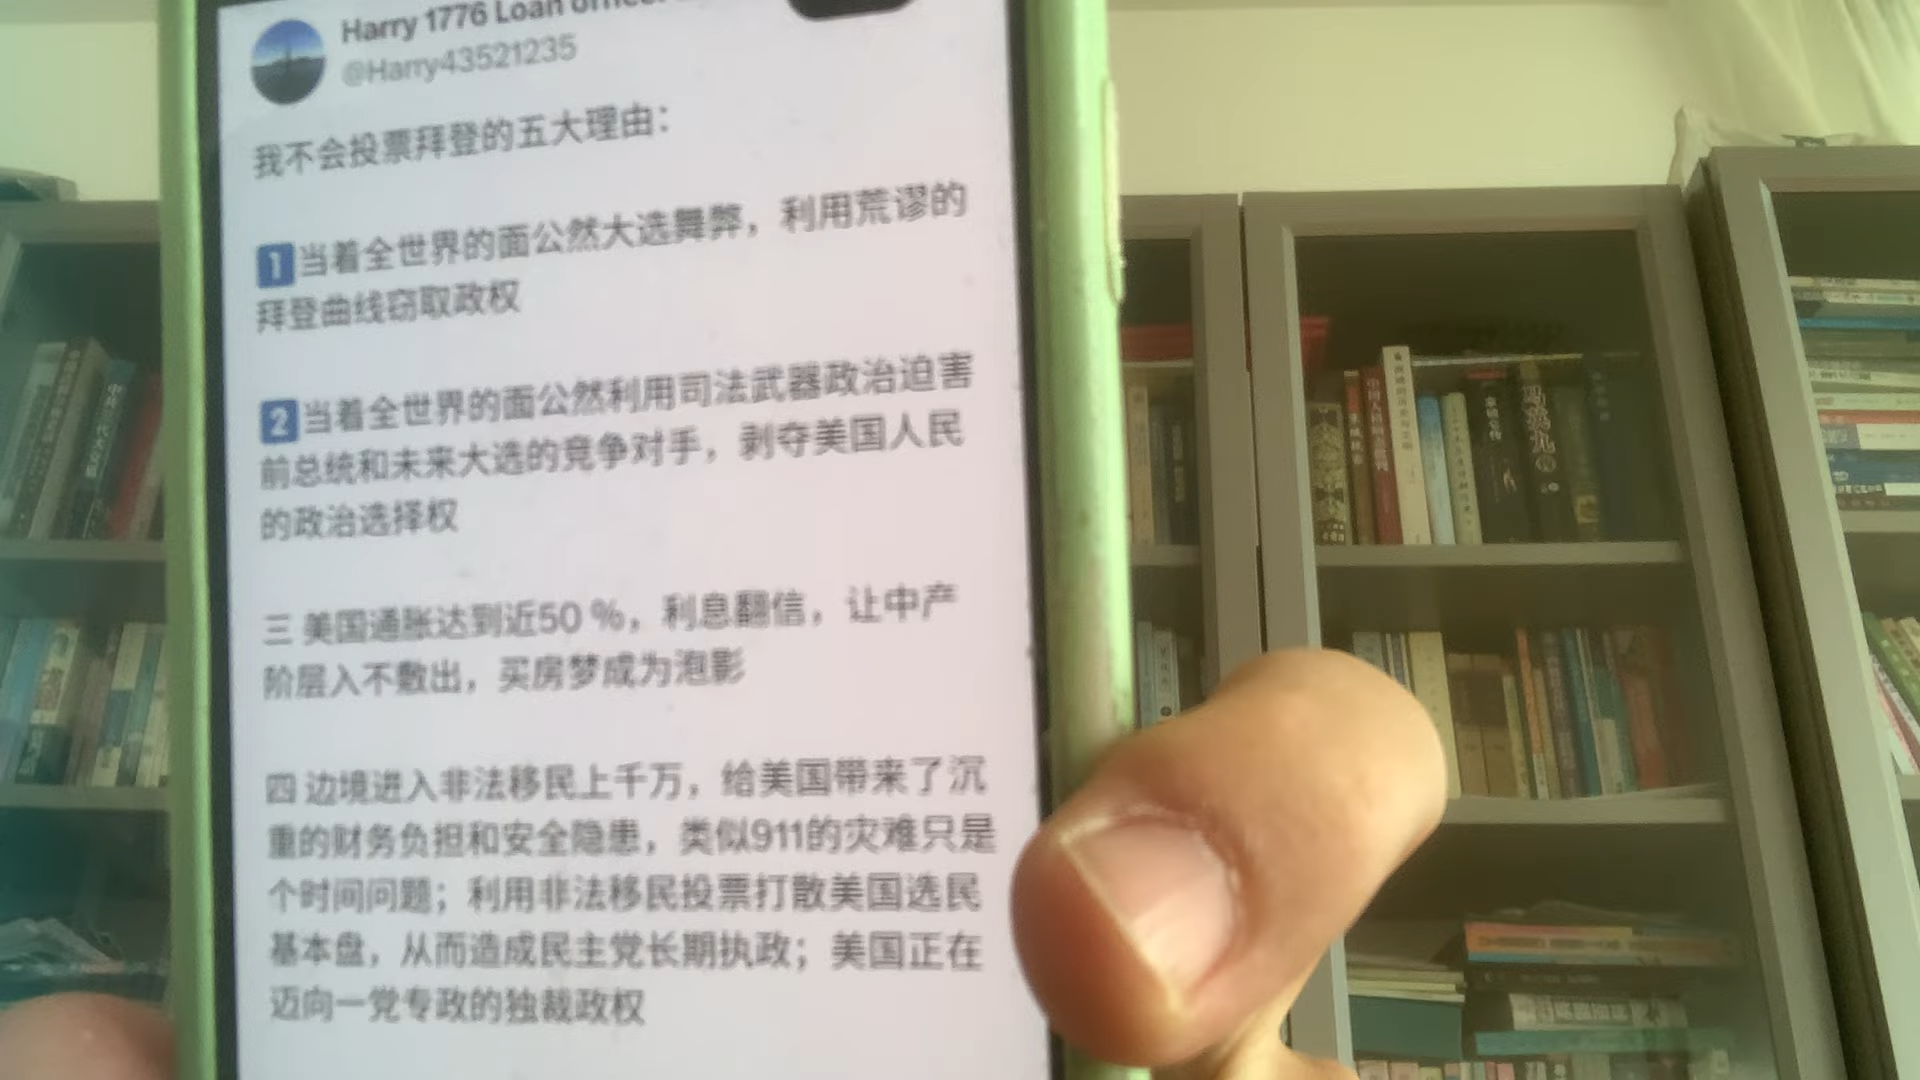 Harry 1776 Loan
@Harry43521235
我不会投票拜登的五大理由：
1当着全世界的面公然大选舞弊，利用荒谬的
拜登曲线窃取政权
2当着全世界的面公然利用司法武器政治迫害
前总统和未来大选的竞争对手，剥夺美国人民
的政治选择权
三 美国通胀达到近50 %，利息翻信，让中产
阶层入不敷出，买房梦成为泡影
四 边境进入非法移民上千万，给美国带来了沉
重的财务负担和安全隐患，类似911的灾难只是
个时间问题；利用非法移民投票打散美国选民
基本盘，从而造成民主党长期执政；美国正在
迈向一党专政的独裁政权